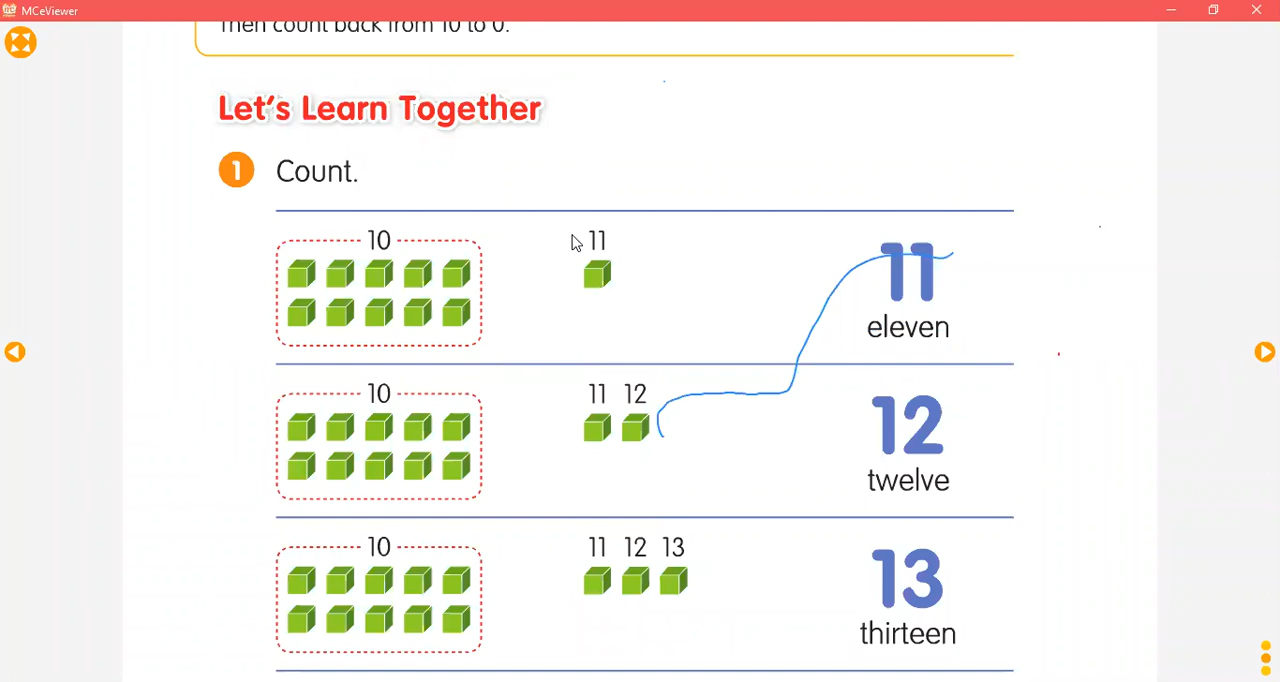 MCeViewer
Then count back from 10 to 0.
Let's Learn Together
1 Count.
10 11 11
eleven
10 11 12 12
twelve
10 11 12 13 13
thirteen